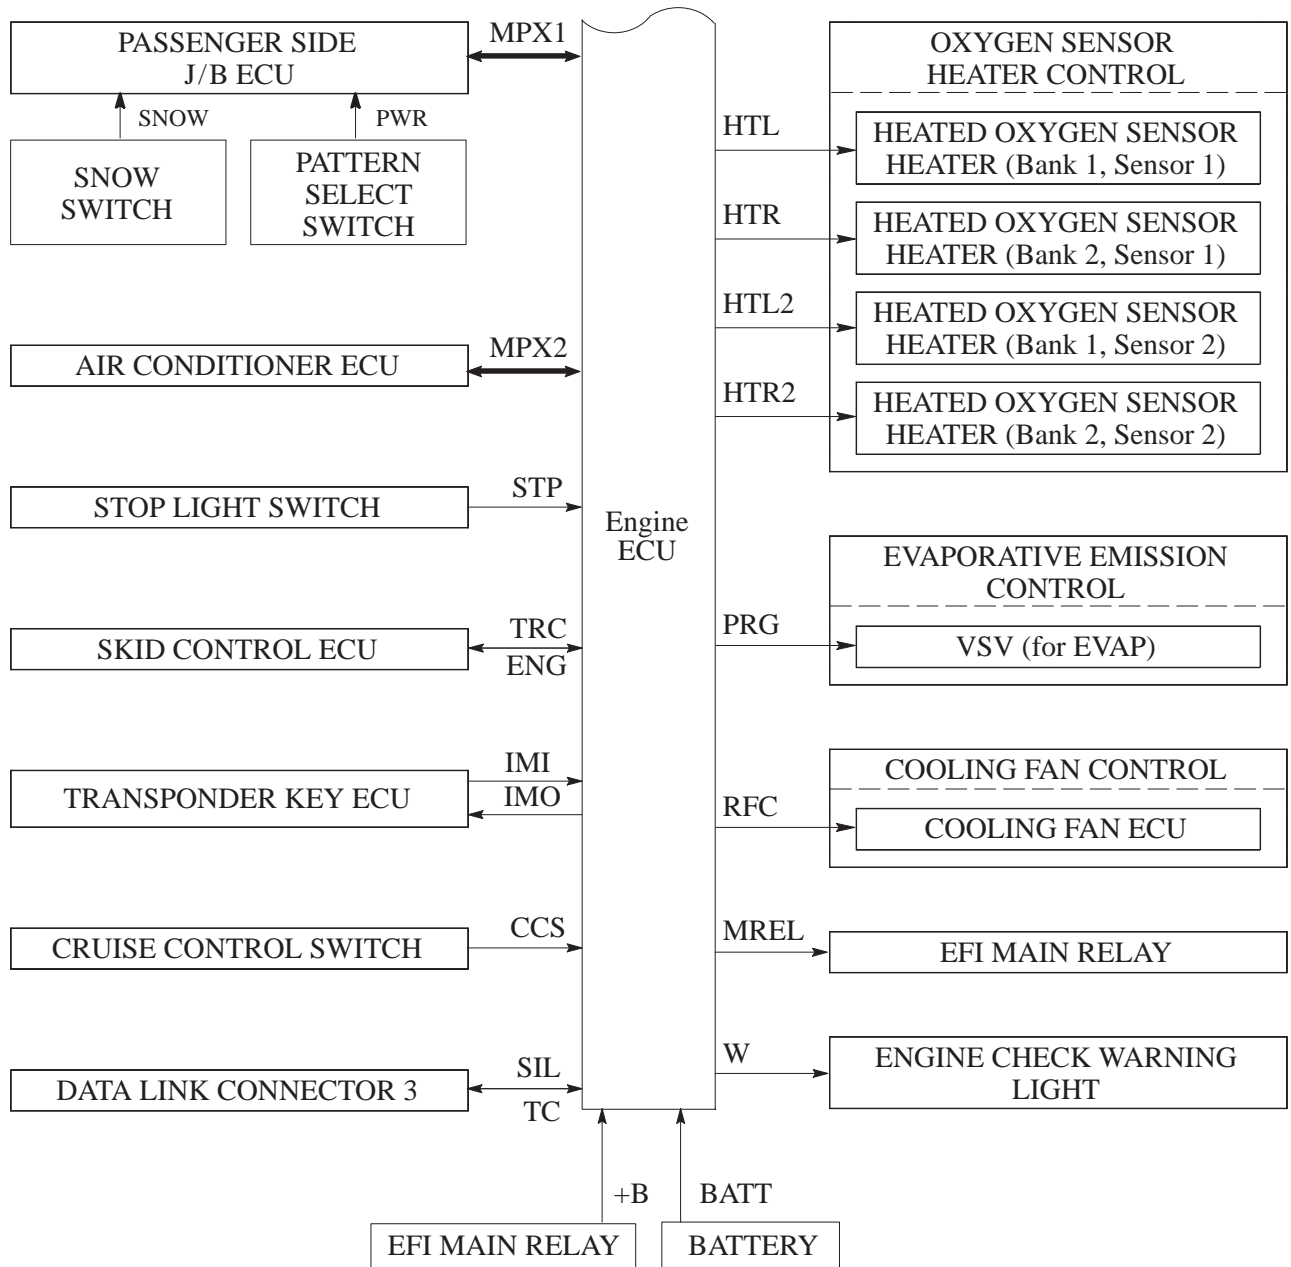 PASSENGER SIDE
J/B ECU
MPX1
SNOW
PWR
SNOW
SWITCH
PATTERN
SELECT
SWITCH
AIR CONDITIONER ECU
MPX2
STOP LIGHT SWITCH
STP
SKID CONTROL ECU
TRC
ENG
TRANSPONDER KEY ECU
IMI
IMO
CRUISE CONTROL SWITCH
CCS
DATA LINK CONNECTOR 3
SIL
TC
Engine
ECU
+B
BATT
EFI MAIN RELAY
BATTERY
OXYGEN SENSOR
HEATER CONTROL
HTL
HEATED OXYGEN SENSOR
HEATER (Bank 1, Sensor 1)
HTR
HEATED OXYGEN SENSOR
HEATER (Bank 2, Sensor 1)
HTL2
HEATED OXYGEN SENSOR
HEATER (Bank 1, Sensor 2)
HTR2
HEATED OXYGEN SENSOR
HEATER (Bank 2, Sensor 2)
EVAPORATIVE EMISSION
CONTROL
PRG
VSV (for EVAP)
COOLING FAN CONTROL
RFC
COOLING FAN ECU
MREL
EFI MAIN RELAY
W
ENGINE CHECK WARNING
LIGHT